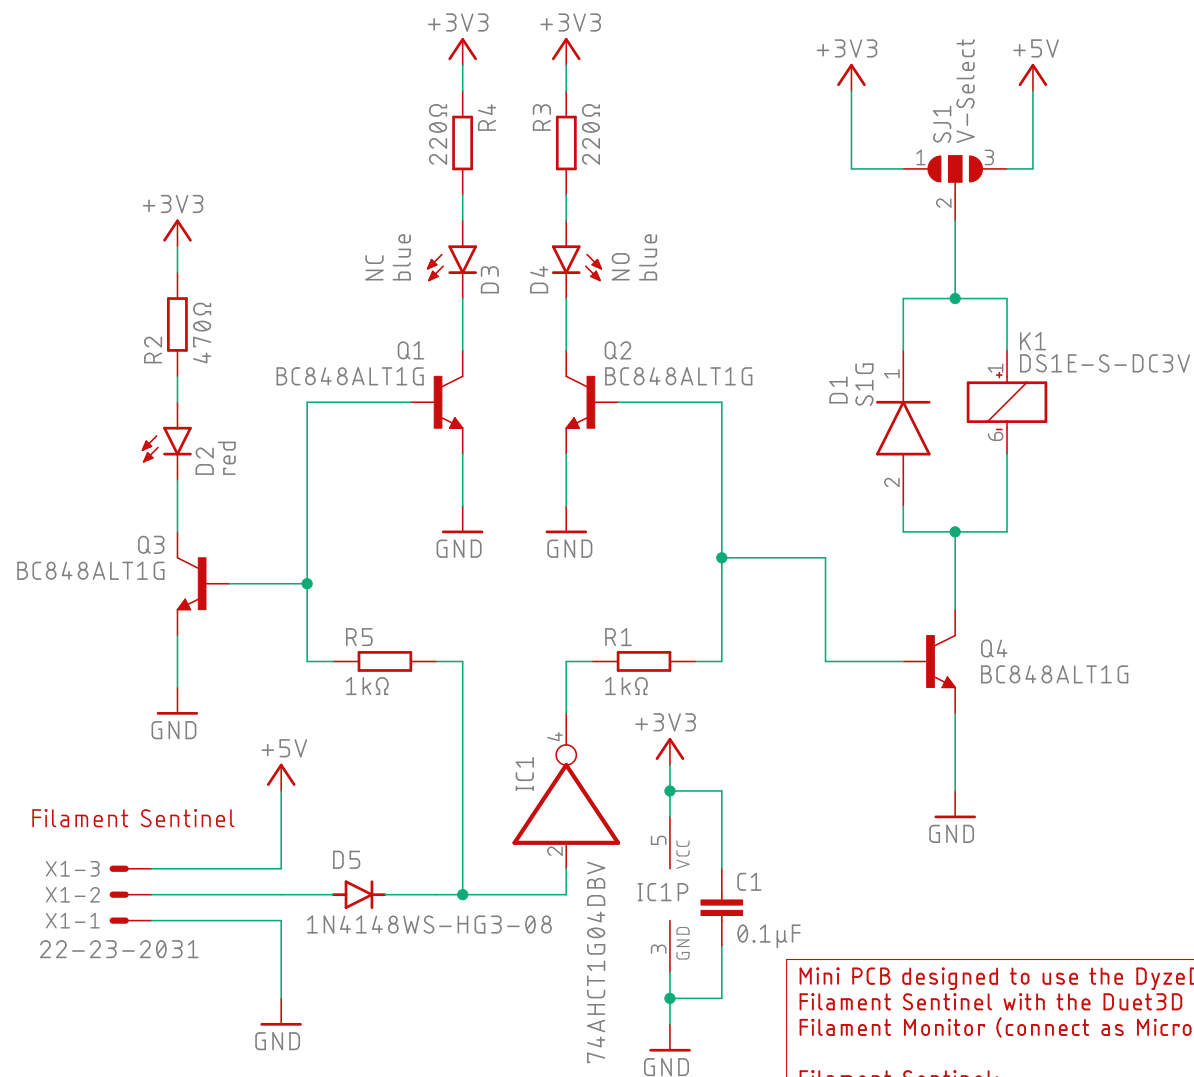 +3V3
+3V3
+3V3
+5V
SJ1
V-Select
1
3
2
220Ω
R4
R3
220Ω
+3V3
NC
blue
D3
D4
NO
blue
R2
470Ω
Q1
BC848ALT1G
Q2
BC848ALT1G
K1
DS1E-S-DC3V
D1
S1G
1
2
1
+
6
-
D2
red
Q3
BC848ALT1G
GND
GND
R5
1kΩ
R1
1kΩ
Q4
BC848ALT1G
GND
+5V
+3V3
4
IC1
2
74AHCT1G04DBV
GND
Filament Sentinel
X1-3
X1-2
X1-1
22-23-2031
D5
1N4148WS-HG3-08
5
VCC
IC1P
3
GND
C1
0.1µF
GND
GND
Mini PCB designed to use the DyzeD
Filament Sentinel with the Duet3D
Filament Monitor (connect as Micro
Filament Sentinel: